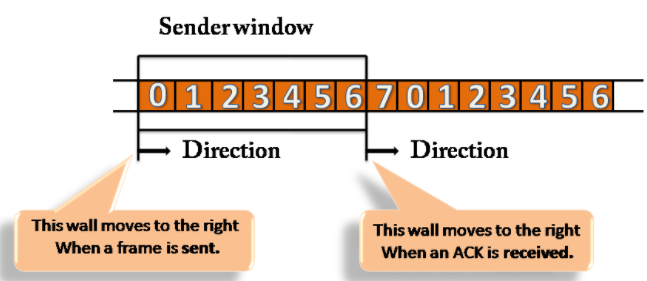 Sender window
0 1 2 3 4 5 6 7 0 1 2 3 4 5 6
Direction Direction
This wall moves to the right
When a frame is sent.
This wall moves to the right
When an ACK is received.